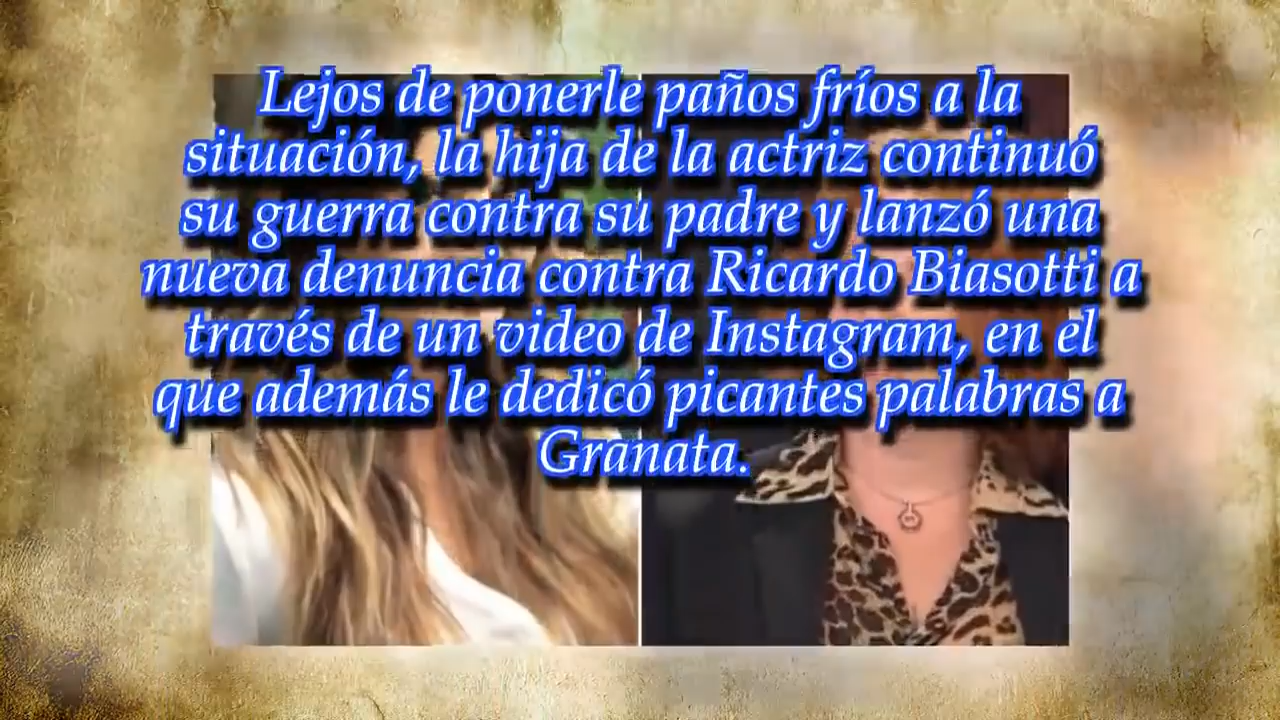 Lejos de ponerle paños fríos a la
situación, la hija de la actriz continuó
su guerra contra su padre y lanzó una
nueva denuncia contra Ricardo Biasotti a
través de un video de Instagram, en el
que además le dedicó picantes palabras a
Granata.